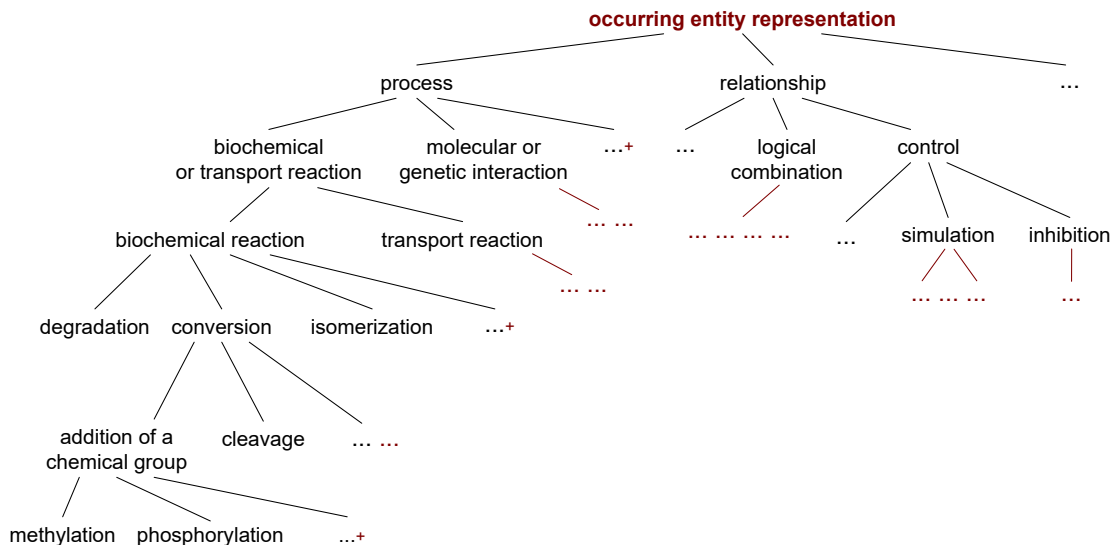 occurring entity representation
process relationship ...
biochemical
or transport reaction
molecular or
genetic interaction
...+
...
logical
combination
control
... ...
biochemical reaction transport reaction
... ... ... ...
... simulation inhibition
... ...
... ... ... ...
degradation conversion isomerization ...+
addition of a
chemical group
cleavage ... ...
methylation phosphorylation ...+